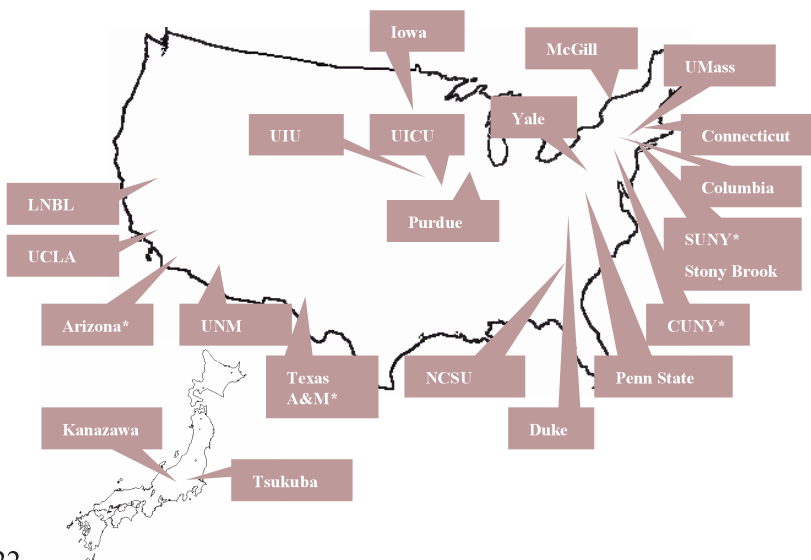 Iowa
McGill
UMass
Yale
UIU
UICU
Connecticut
Columbia
LNBL
Purdue
SUNY*
Stony Brook
UCLA
Arizona*
UNM
CUNY*
Texas
A&M*
NCSU
Penn State
Kanazawa
Duke
Tsukuba